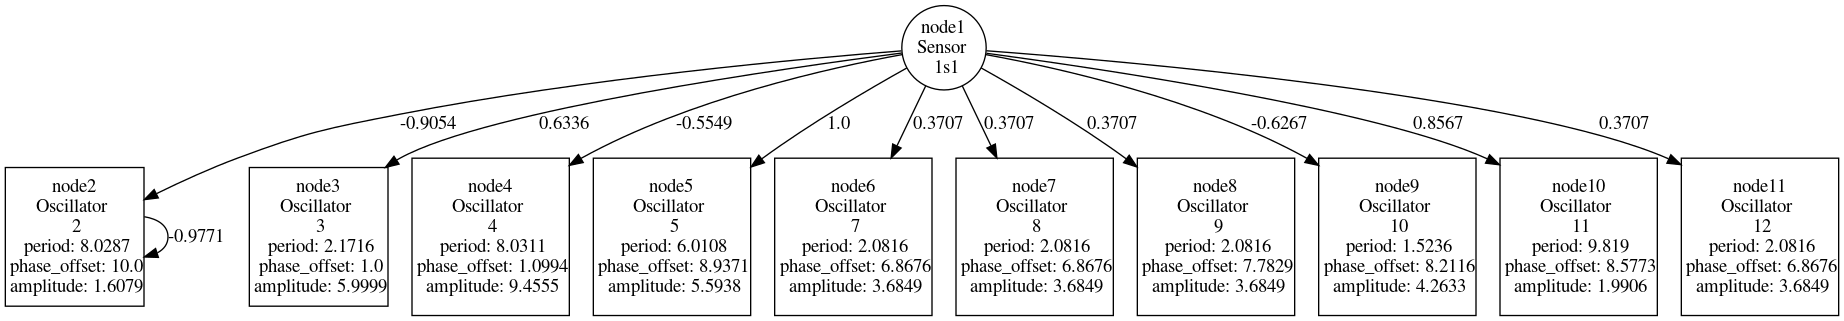 node1
Sensor
1s1
-0.9054
0.6336
-0.5549
1.0
0.3707
0.3707
0.3707
-0.6267
0.8567
0.3707
node2
Oscillator
2
period: 8.0287
phase_offset: 10.0
amplitude: 1.6079
-0.9771
node3
Oscillator
3
period: 2.1716
phase_offset: 1.0
amplitude: 5.9999
node4
Oscillator
4
period: 8.0311
phase_offset: 1.0994
amplitude: 9.4555
node5
Oscillator
5
period: 6.0108
phase_offset: 8.9371
amplitude: 5.5938
node6
Oscillator
7
period: 2.0816
phase_offset: 6.8676
amplitude: 3.6849
node7
Oscillator
8
period: 2.0816
phase_offset: 6.8676
amplitude: 3.6849
node8
Oscillator
9
period: 2.0816
phase_offset: 7.7829
amplitude: 3.6849
node9
Oscillator
10
period: 1.5236
phase_offset: 8.2116
amplitude: 4.2633
node10
Oscillator
11
period: 9.819
phase_offset: 8.5773
amplitude: 1.9906
node11
Oscillator
12
period: 2.0816
phase_offset: 6.8676
amplitude: 3.6849